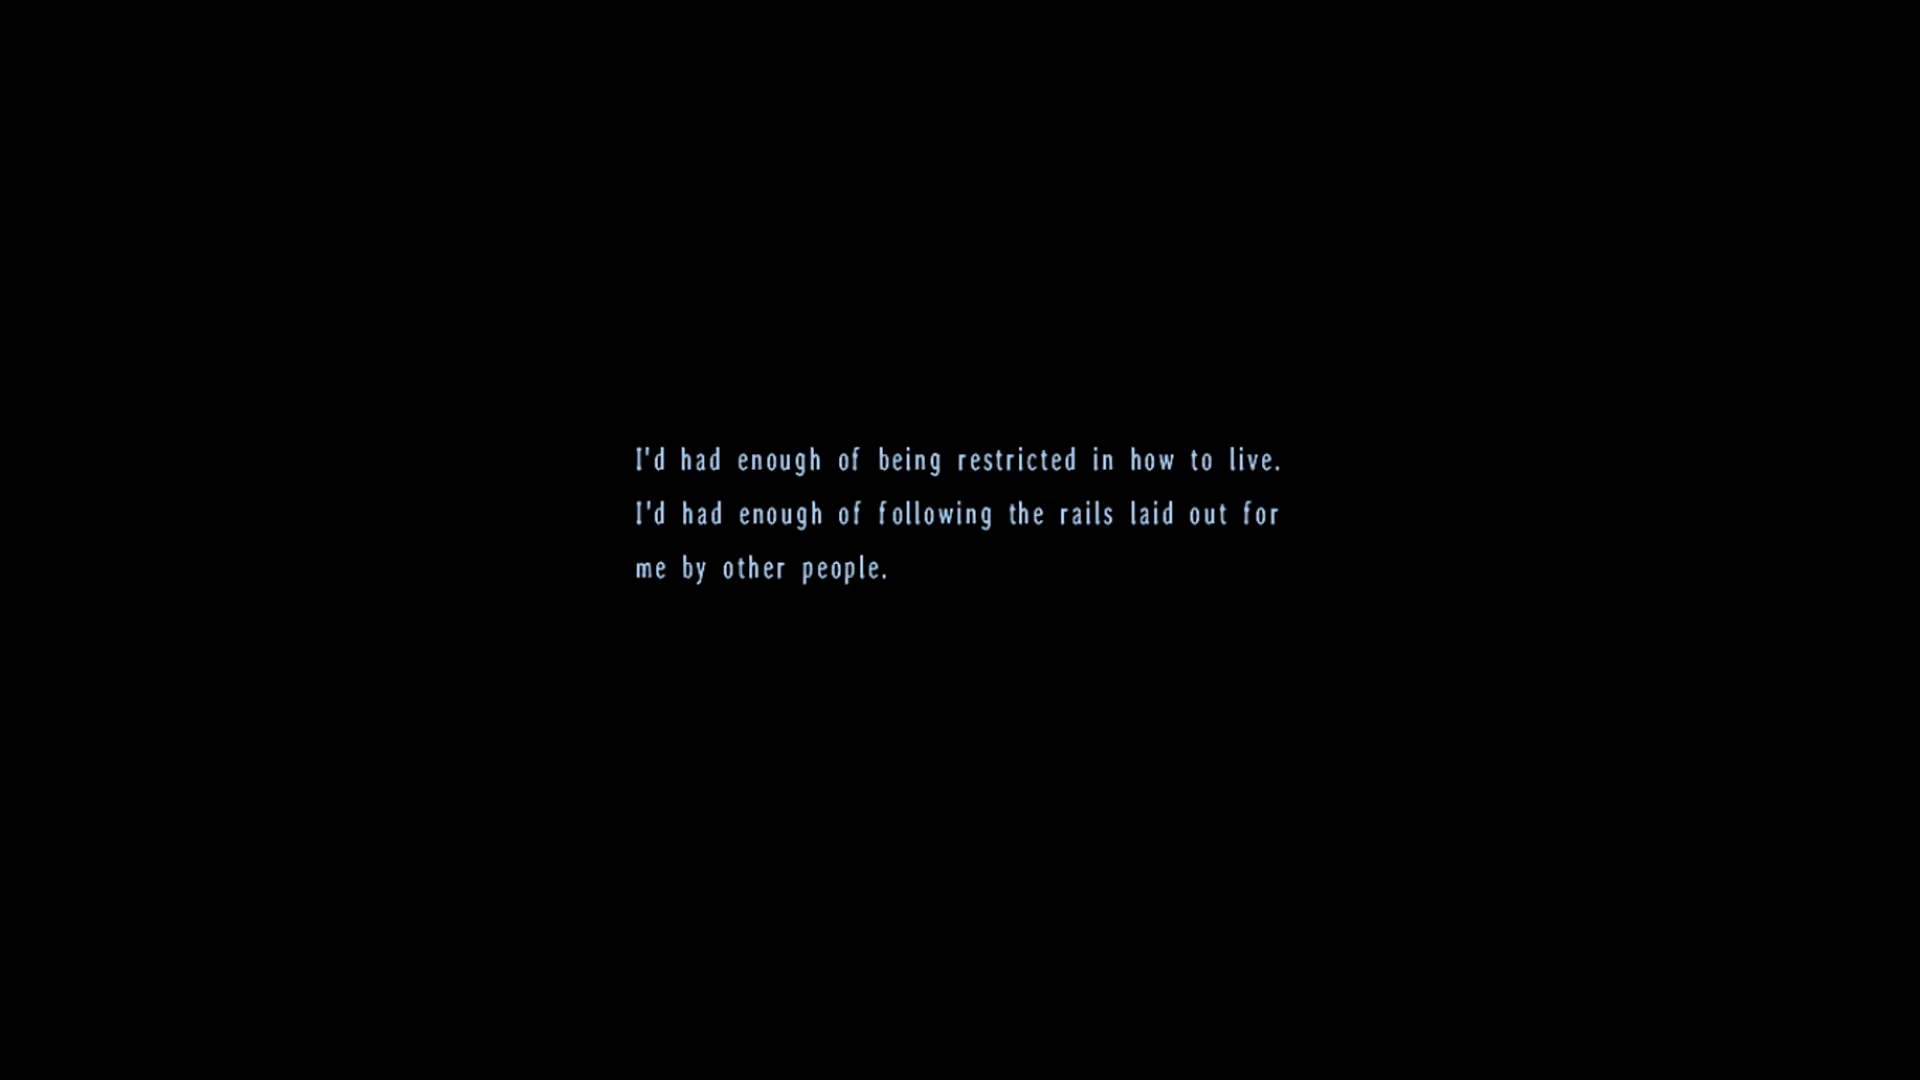 I'd had enough of being restricted in how to live.
I'd had enough of following the rails laid out for
me by other people.